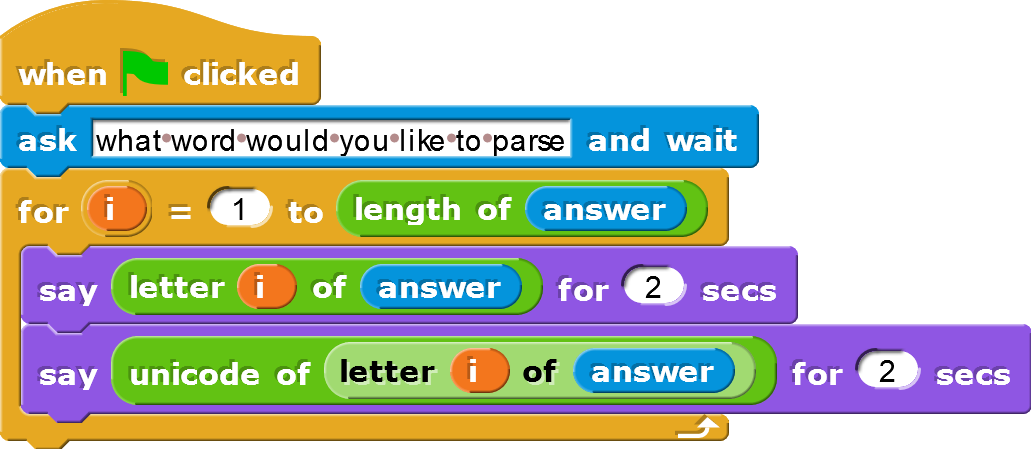 when clicked
ask what word would you like to parse and wait
for i = 1 to length of answer
say letter i of answer for 2 secs
say unicode of letter i of answer for 2 secs